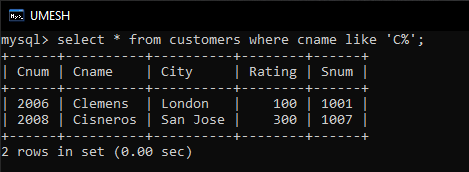 UMESH
mysql> select * from customers where cname like 'C%';
+------+----------+----------+--------+------+
| Cnum | Cname    | City     | Rating | Snum |
+------+----------+----------+--------+------+
| 2006 | Clemens  | London   |    100 | 1001 |
| 2008 | Cisneros | San Jose |    300 | 1007 |
+------+----------+----------+--------+------+
2 rows in set (0.00 sec)